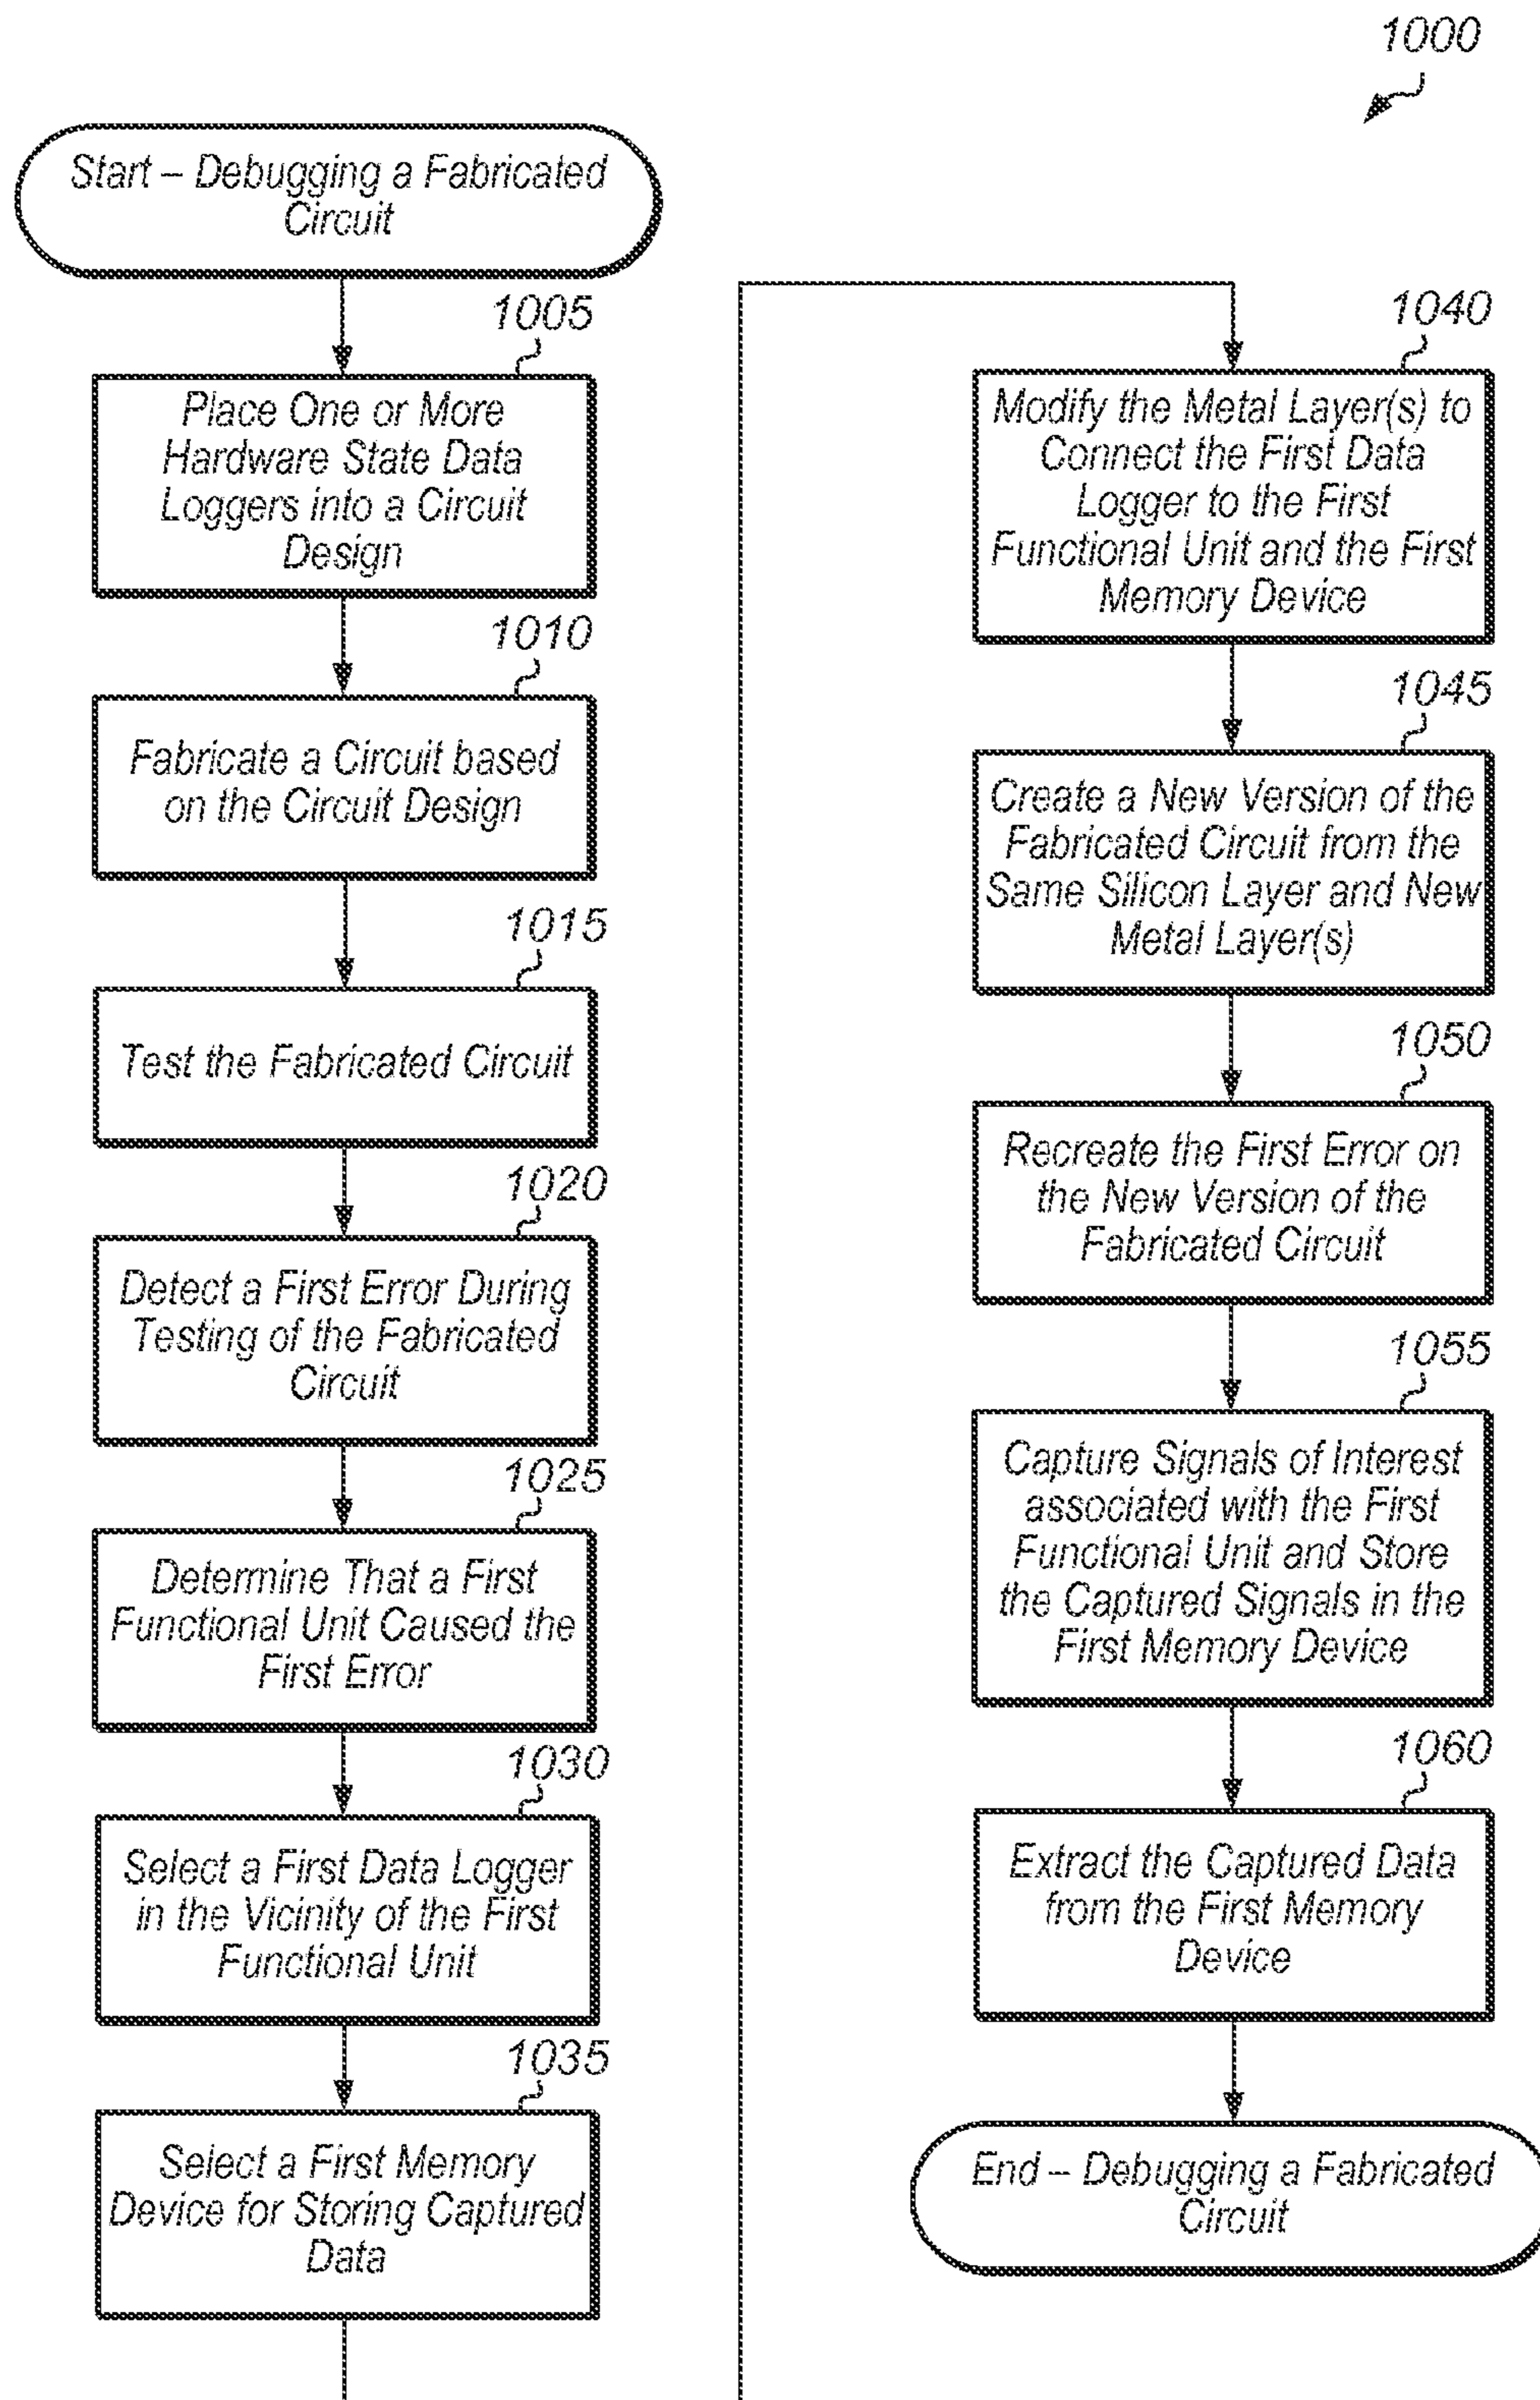 1000
Start – Debugging a Fabricated
Circuit
1005
Place One or More
Hardware State Data
Loggers into a Circuit
Design
1010
Fabricate a Circuit based
on the Circuit Design
1015
Test the Fabricated Circuit
1020
Detect a First Error During
Testing of the Fabricated
Circuit
1025
Determine That a First
Functional Unit Caused the
First Error
1030
Select a First Data Logger
in the Vicinity of the First
Functional Unit
1035
Select a First Memory
Device for Storing Captured
Data
1040
Modify the Metal Layer(s) to
Connect the First Data
Logger to the First
Functional Unit and the First
Memory Device
1045
Create a New Version of the
Fabricated Circuit from the
Same Silicon Layer and New
Metal Layer(s)
1050
Recreate the First Error on
the New Version of the
Fabricated Circuit
1055
Capture Signals of Interest
associated with the First
Functional Unit and Store
the Captured Signals in the
First Memory Device
1060
Extract the Captured Data
from the First Memory
Device
End – Debugging a Fabricated
Circuit